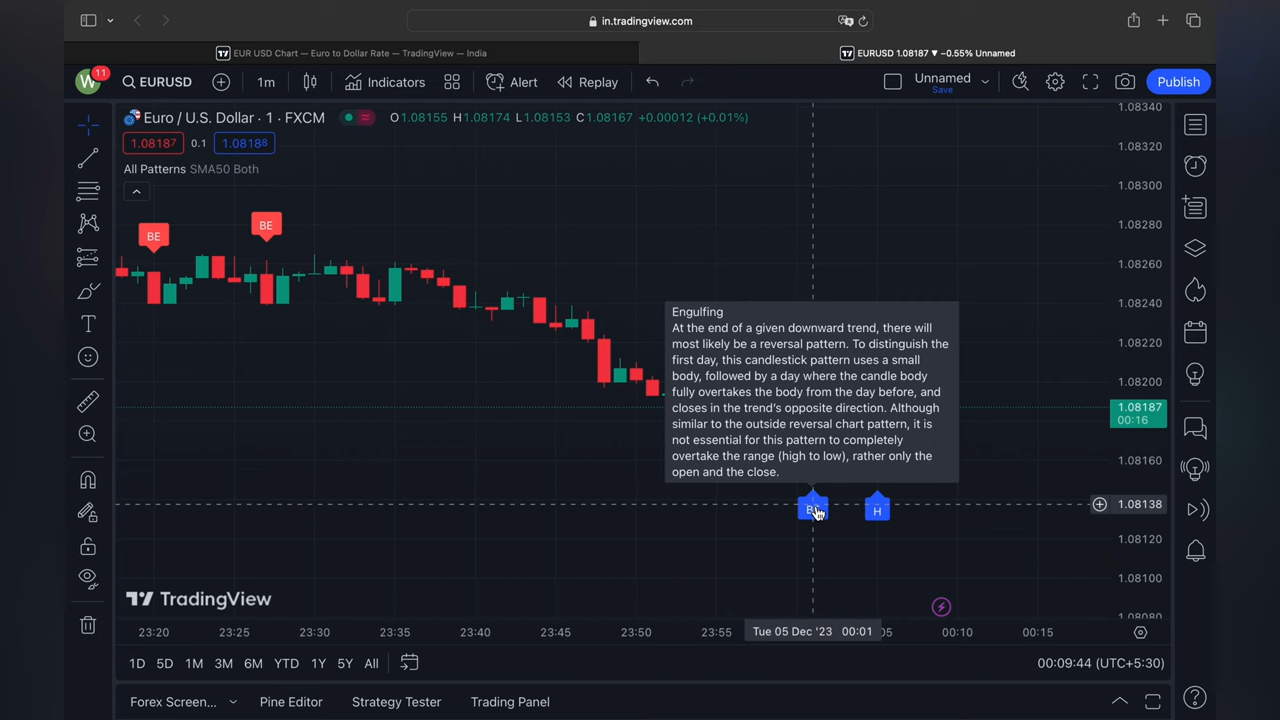 in.tradingview.com
EUR USD Chart — Euro to Dollar Rate — TradingView — India
EURUSD 1.08187 ▼ −0.55% Unnamed
W
11
EURUSD
1m
Indicators
Alert
Replay
Unnamed
Save
Publish
Euro / U.S. Dollar · 1 · FXCM
O1.08155 H1.08174 L1.08153 C1.08167 +0.00012 (+0.01%)
1.08187
0.1
1.08188
All Patterns SMA50 Both
BE
BE
Engulfing
At the end of a given downward trend, there will
most likely be a reversal pattern. To distinguish the
first day, this candlestick pattern uses a small
body, followed by a day where the candle body
fully overtakes the body from the day before, and
closes in the trend's opposite direction. Although
similar to the outside reversal chart pattern, it is
not essential for this pattern to completely
overtake the range (high to low), rather only the
open and the close.
H
1.08340
1.08320
1.08300
1.08280
1.08260
1.08240
1.08220
1.08200
1.08187
00:16
1.08160
1.08138
1.08120
1.08100
1.08080
TradingView
23:20
23:25
23:30
23:35
23:40
23:45
23:50
23:55
Tue 05 Dec '23 00:01
05
00:10
00:15
1D 5D 1M 3M 6M YTD 1Y 5Y All
00:09:44 (UTC+5:30)
Forex Screen...
Pine Editor
Strategy Tester
Trading Panel